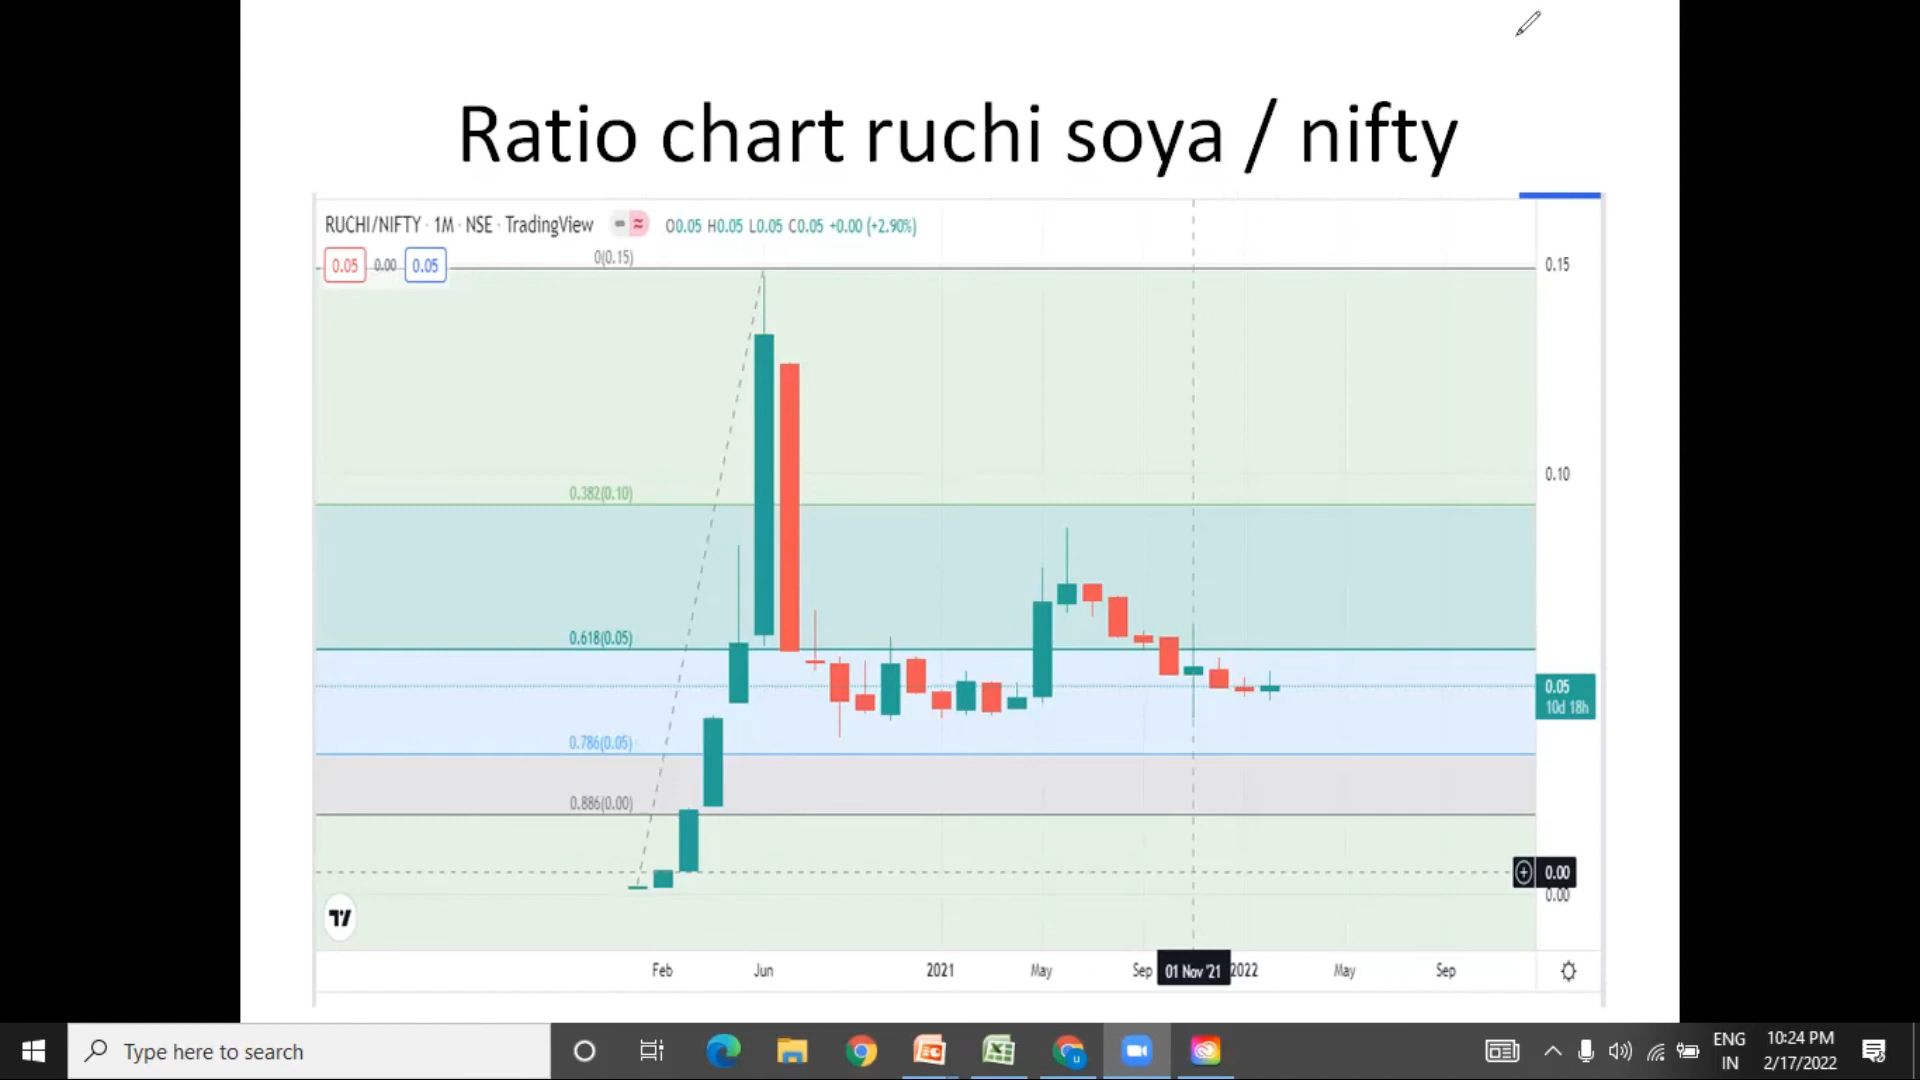 Ratio chart ruchi soya / nifty
RUCHI/NIFTY · 1M · NSE · TradingView O0.05 H0.05 L0.05 C0.05 +0.00 (+2.90%)
0.05 0.00 0.05
0(0.15)
0.15
0.10
0.382(0.10)
0.618(0.05)
0.05
10d 18h
0.786(0.05)
0.886(0.00)
0.00
0.00
Feb Jun 2021 May Sep 01 Nov '21 2022 May Sep
Type here to search
ENG
IN
10:24 PM
2/17/2022